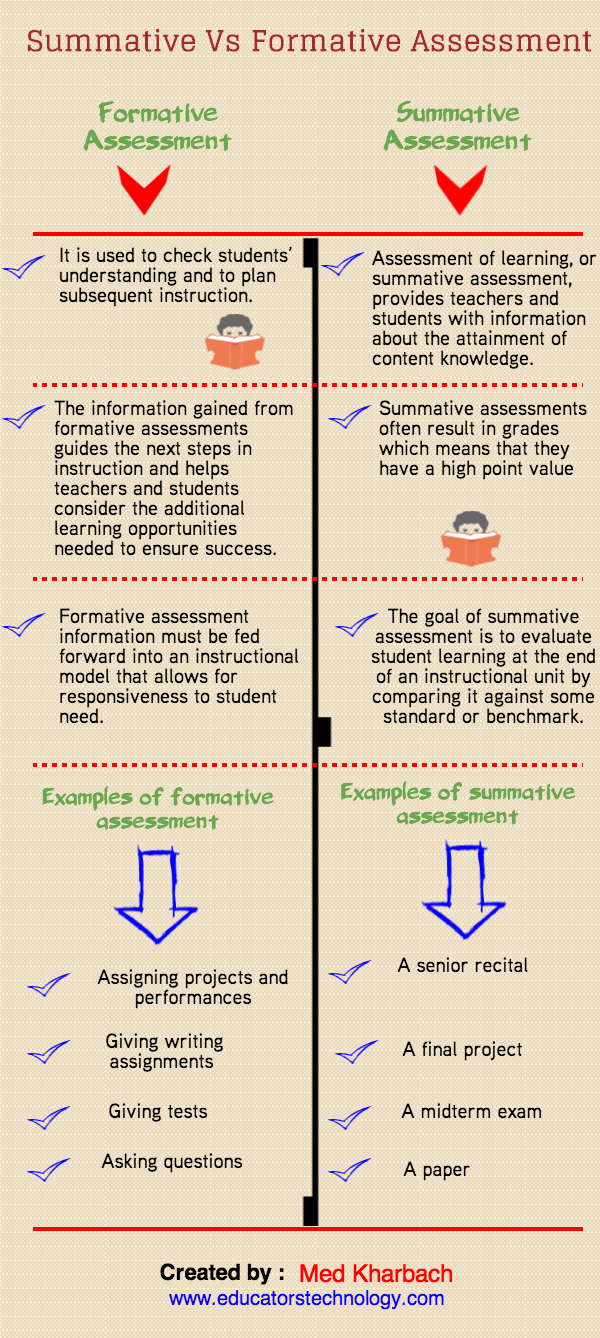 Summative Vs Formative Assessment
Formative
Assessment
It is used to check students'
understanding and to plan
subsequent instruction.
The information gained from
formative assessments
guides the next steps in
instruction and helps
teachers and students
consider the additional
learning opportunities
needed to ensure success.
Formative assessment
information must be fed
forward into an instructional
model that allows for
responsiveness to student
need.
Examples of formative
assessment
Assigning projects and
performances
Giving writing
assignments
Giving tests
Asking questions
Summative
Assessment
Assessment of learning, or
summative assessment,
provides teachers and
students with information
about the attainment of
content knowledge.
Summative assessments
often result in grades
which means that they
have a high point value
The goal of summative
assessment is to evaluate
student learning at the end
of an instructional unit by
comparing it against some
standard or benchmark.
Examples of summative
assessment
A senior recital
A final project
A midterm exam
A paper
Created by : Med Kharbach
www.educatorstechnology.com